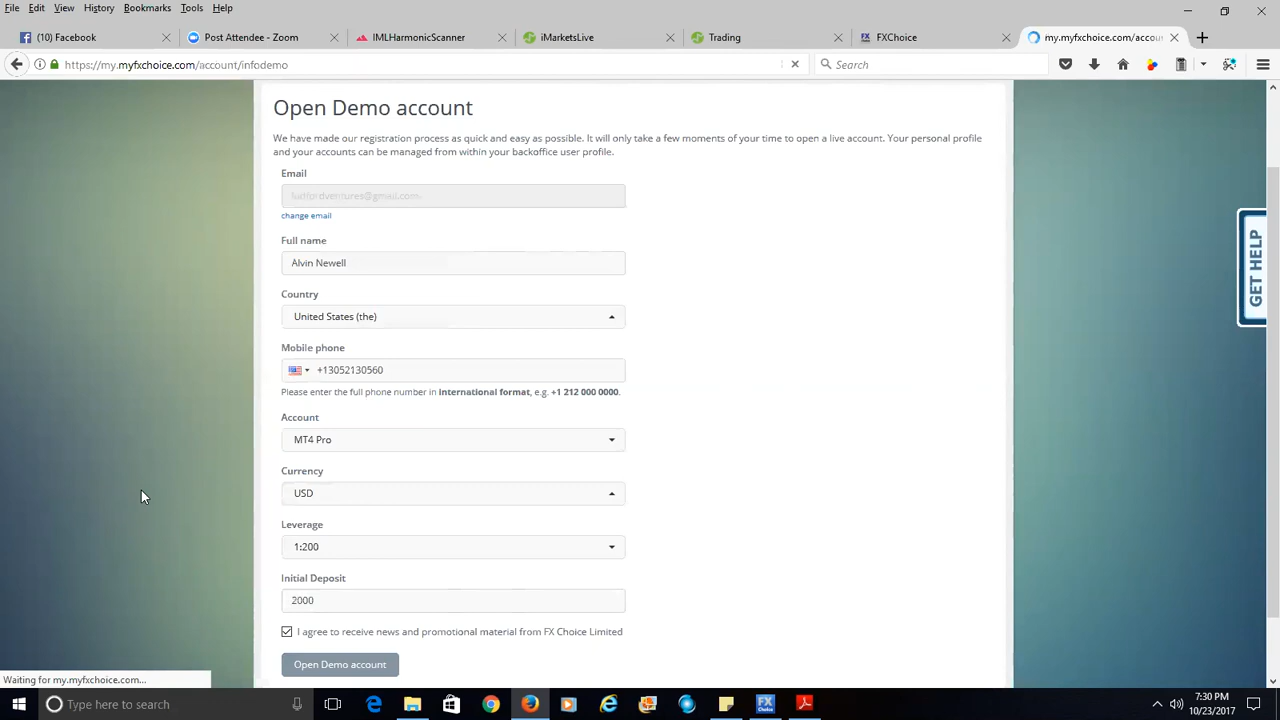 File Edit View History Bookmarks Tools Help
(10) Facebook Post Attendee - Zoom IMLHarmonicScanner iMarketsLive Trading FXChoice my.myfxchoice.com/accou
https://my.myfxchoice.com/account/infodemo Search
Open Demo account
We have made our registration process as quick and easy as possible. It will only take a few moments of your time to open a live account. Your personal profile
and your accounts can be managed from within your backoffice user profile.
Email
change email
Full name
Alvin Newell
Country
United States (the)
Mobile phone
+13052130560
Please enter the full phone number in international format, e.g. +1 212 000 0000.
Account
MT4 Pro
Currency
USD
Leverage
1:200
Initial Deposit
2000
I agree to receive news and promotional material from FX Choice Limited
Open Demo account
GET HELP
Waiting for my.myfxchoice.com...
Type here to search
FX
Choice
7:30 PM
10/23/2017